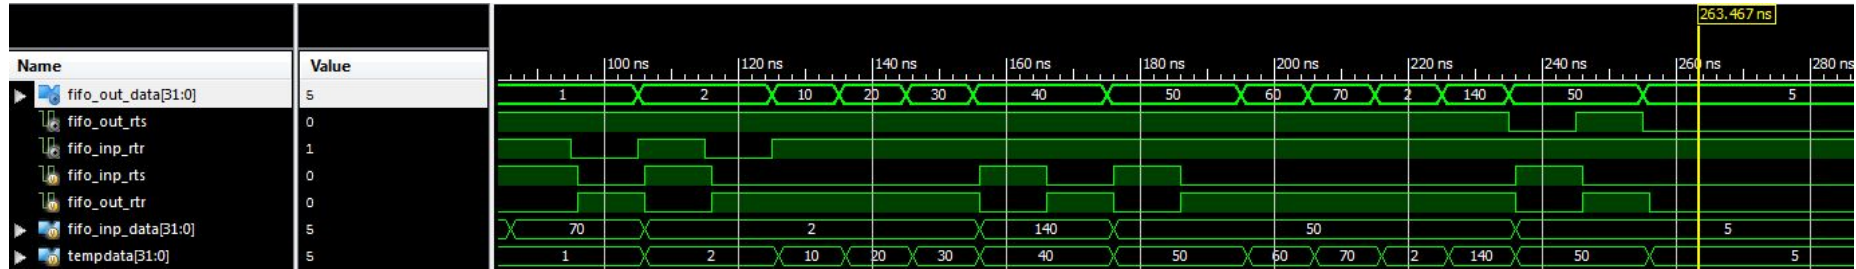 263.467 ns
Name Value 100 ns 120 ns 140 ns 160 ns 180 ns 200 ns 220 ns 240 ns 260 ns 280 ns
fifo_out_data[31:0] 5 1 2 10 20 30 40 50 60 70 2 140 50 5
fifo_out_rts 0
fifo_inp_rtr 1
fifo_inp_rts 0
fifo_out_rtr 0
fifo_inp_data[31:0] 5 70 2 140 50 5
tempdata[31:0] 5 1 2 10 20 30 40 50 60 70 2 140 50 5